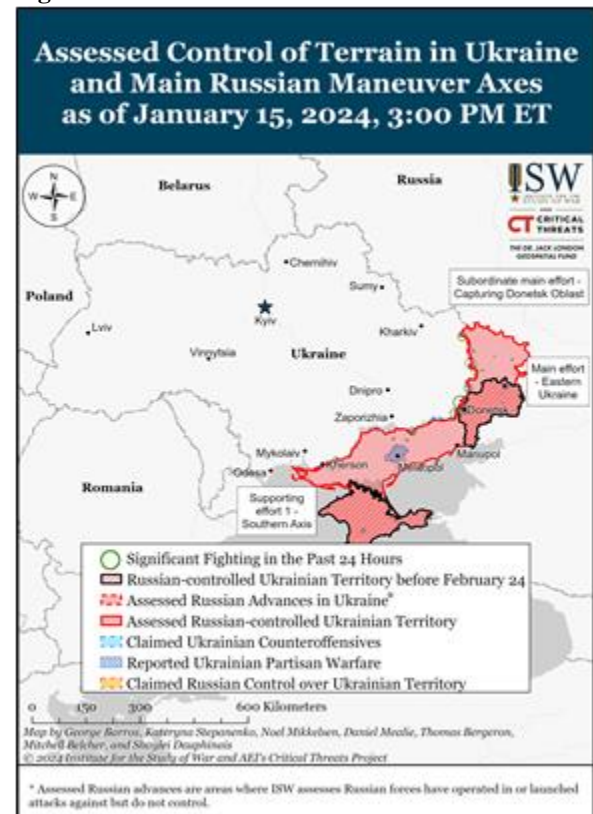 Assessed Control of Terrain in Ukraine
and Main Russian Maneuver Axes
as of January 15, 2024, 3:00 PM ET
N
W E
S
Belarus
Russia
ISW
CT CRITICAL
THREATS
THE DR. JACK LONDON
GEOSPATIAL FUND
Chernihiv
Sumy
Subordinate main effort -
Capturing Donetsk Oblast
Poland
Lviv
Kyiv
Kharkiv
Vinnytsia
Ukraine
Main effort
- Eastern
Ukraine
Dnipro
Donetsk
Zaporizhia
Mariupol
Mykolaiv
Kherson
Melitopol
Odesa
Romania
Supporting
effort 1 -
Southern Axis
Significant Fighting in the Past 24 Hours
Russian-controlled Ukrainian Territory before February 24
Assessed Russian Advances in Ukraine*
Assessed Russian-controlled Ukrainian Territory
Claimed Ukrainian Counteroffensives
Reported Ukrainian Partisan Warfare
Claimed Russian Control over Ukrainian Territory
0 150 300 600 Kilometers
Map by George Barros, Kateryna Stepanenko, Noel Mikkelsen, Daniel Mealie, Thomas Bergeron,
Mitchell Belcher, and Shaylei Dauphinais
© 2024 Institute for the Study of War and AEI's Critical Threats Project
* Assessed Russian advances are areas where ISW assesses Russian forces have operated in or launched
attacks against but do not control.